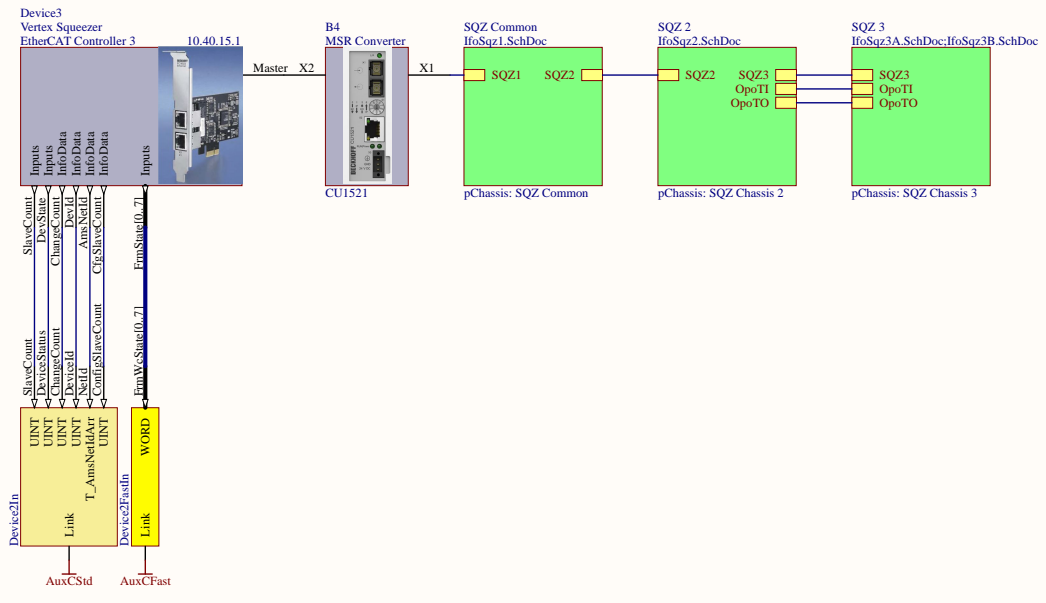 Device3
Vertex Squeezer
EtherCAT Controller 3
10.40.15.1
B4
MSR Converter
SQZ Common
IfoSqz1.SchDoc
SQZ 2
IfoSqz2.SchDoc
SQZ 3
IfoSqz3A.SchDoc;IfoSqz3B.SchDoc
Master
X2
X1
SQZ1
SQZ2
SQZ2
SQZ3
OpoTI
OpoTO
SQZ3
OpoTI
OpoTO
BECKHOFF
CU1521
pChassis: SQZ Common
pChassis: SQZ Chassis 2
pChassis: SQZ Chassis 3
Inputs
Inputs
InfoData
InfoData
InfoData
InfoData
Inputs
SlaveCount
DevState
ChangeCount
DevId
AmsNetId
CfgSlaveCount
FrmState[0..7]
SlaveCount
DeviceStatus
ChangeCount
DeviceId
NetId
ConfigSlaveCount
FrmWcState[0..7]
UINT
UINT
UINT
UINT
T_AmsNetIdArr
UINT
WORD
Device2In
Link
Device2FastIn
Link
AuxCStd
AuxCFast